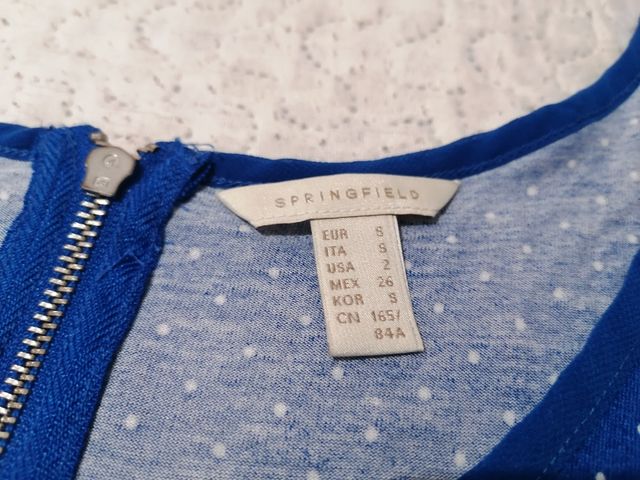 SPRINGFIELD
EUR S
ITA S
USA 2
MEX 26
KOR S
CN 165/
84A